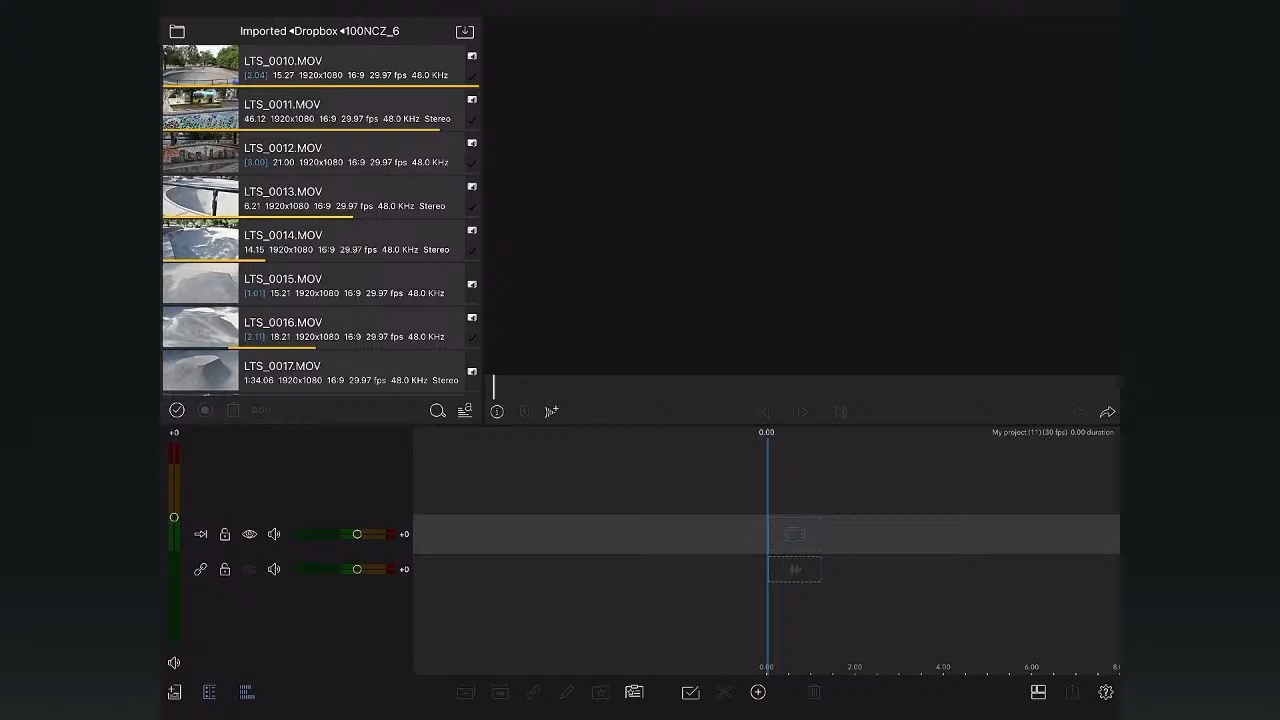 Imported ◂Dropbox ◂100NCZ_6
LTS_0010.MOV
[2.04] 15.27 1920x1080 16:9 29.97 fps 48.0 KHz
LTS_0011.MOV
46.12 1920x1080 16:9 29.97 fps 48.0 KHz Stereo
LTS_0012.MOV
[3.00] 21.00 1920x1080 16:9 29.97 fps 48.0 KHz
LTS_0013.MOV
6.21 1920x1080 16:9 29.97 fps 48.0 KHz Stereo
LTS_0014.MOV
14.15 1920x1080 16:9 29.97 fps 48.0 KHz Stereo
LTS_0015.MOV
[1.01] 15.21 1920x1080 16:9 29.97 fps 48.0 KHz
LTS_0016.MOV
[2.11] 18.21 1920x1080 16:9 29.97 fps 48.0 KHz
LTS_0017.MOV
1:34.06 1920x1080 16:9 29.97 fps 48.0 KHz Stereo
+0
0.00
My project (11) (30 fps) 0.00 duration
+0
+0
0.00 2.00 4.00 6.00